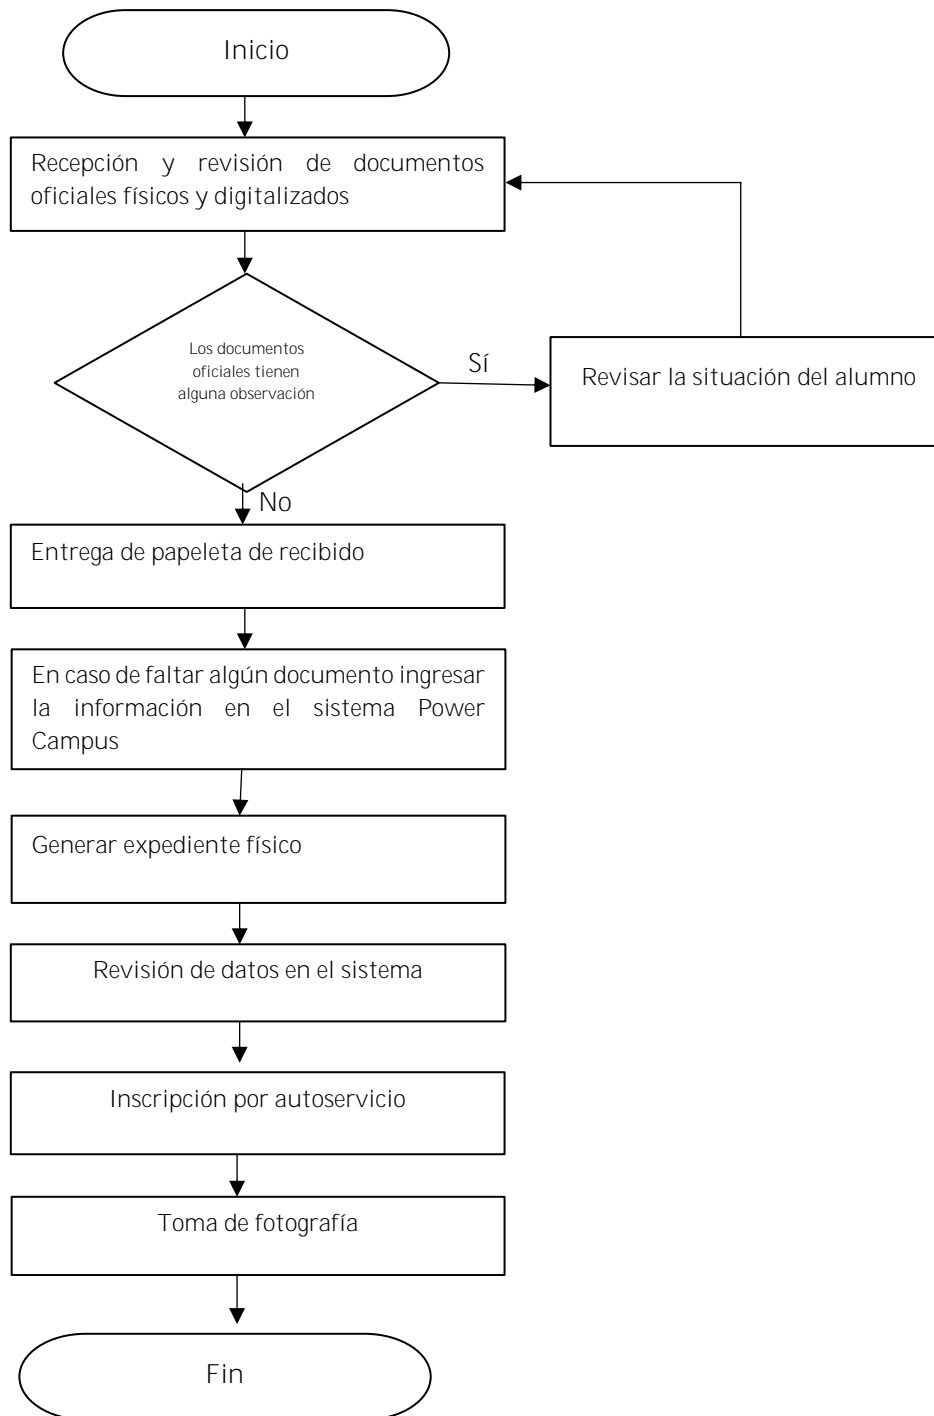 Inicio
Recepción y revisión de documentos
oficiales físicos y digitalizados
Los documentos
oficiales tienen
alguna observación
Sí
Revisar la situación del alumno
No
Entrega de papeleta de recibido
En caso de faltar algún documento ingresar
la información en el sistema Power
Campus
Generar expediente físico
Revisión de datos en el sistema
Inscripción por autoservicio
Toma de fotografía
Fin